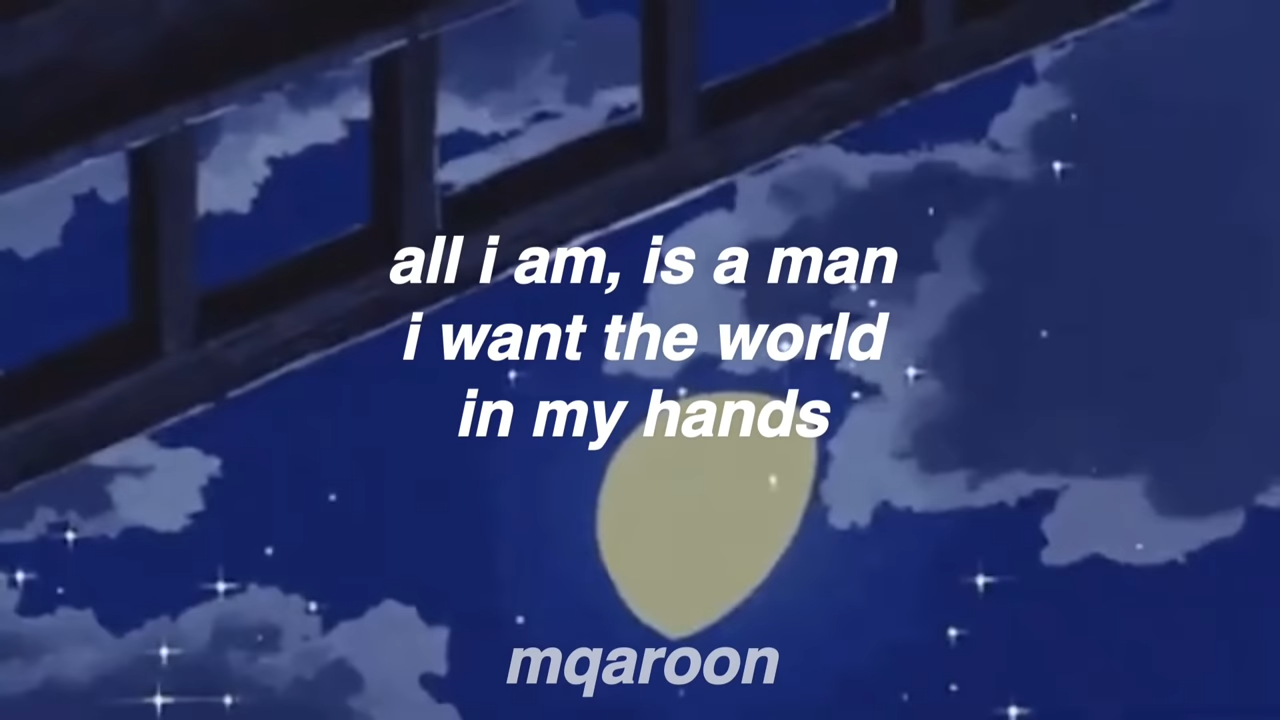 all i am, is a man
i want the world
in my hands
mqaroon